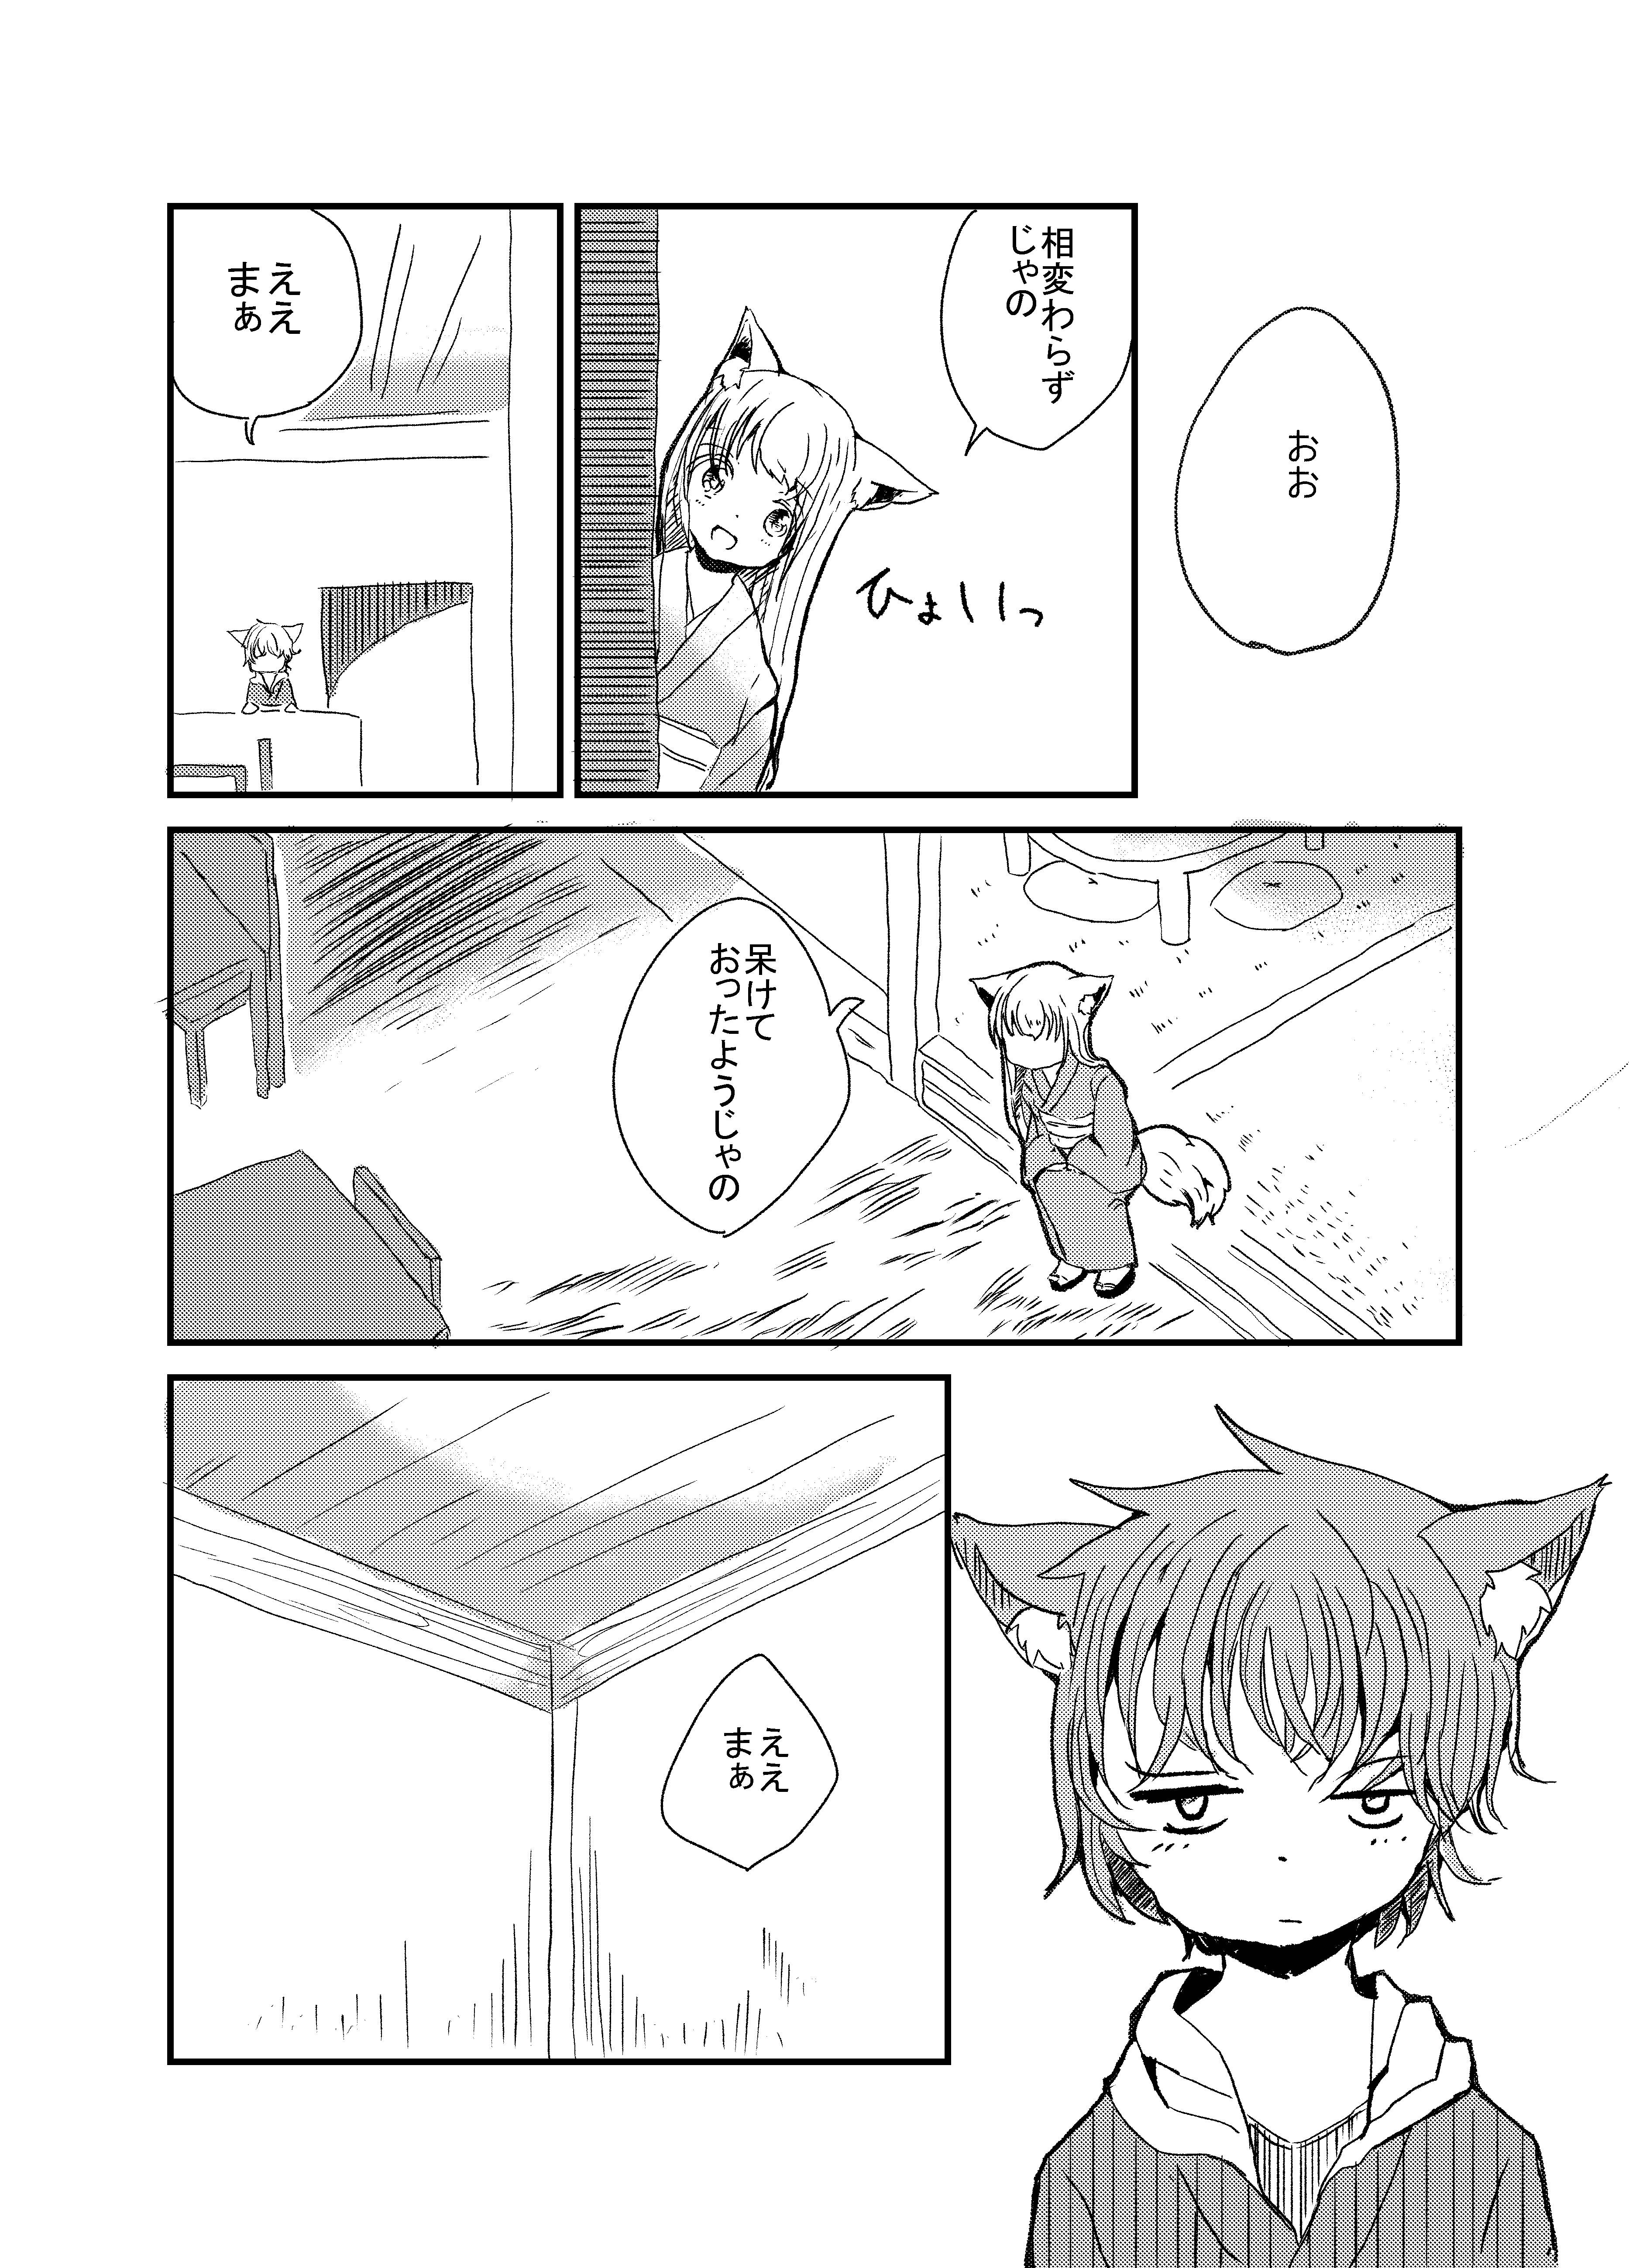 おお
相変わらず
じゃの
ひょいっ
ええ
まぁ
呆けて
おったようじゃの
ええ
まぁ